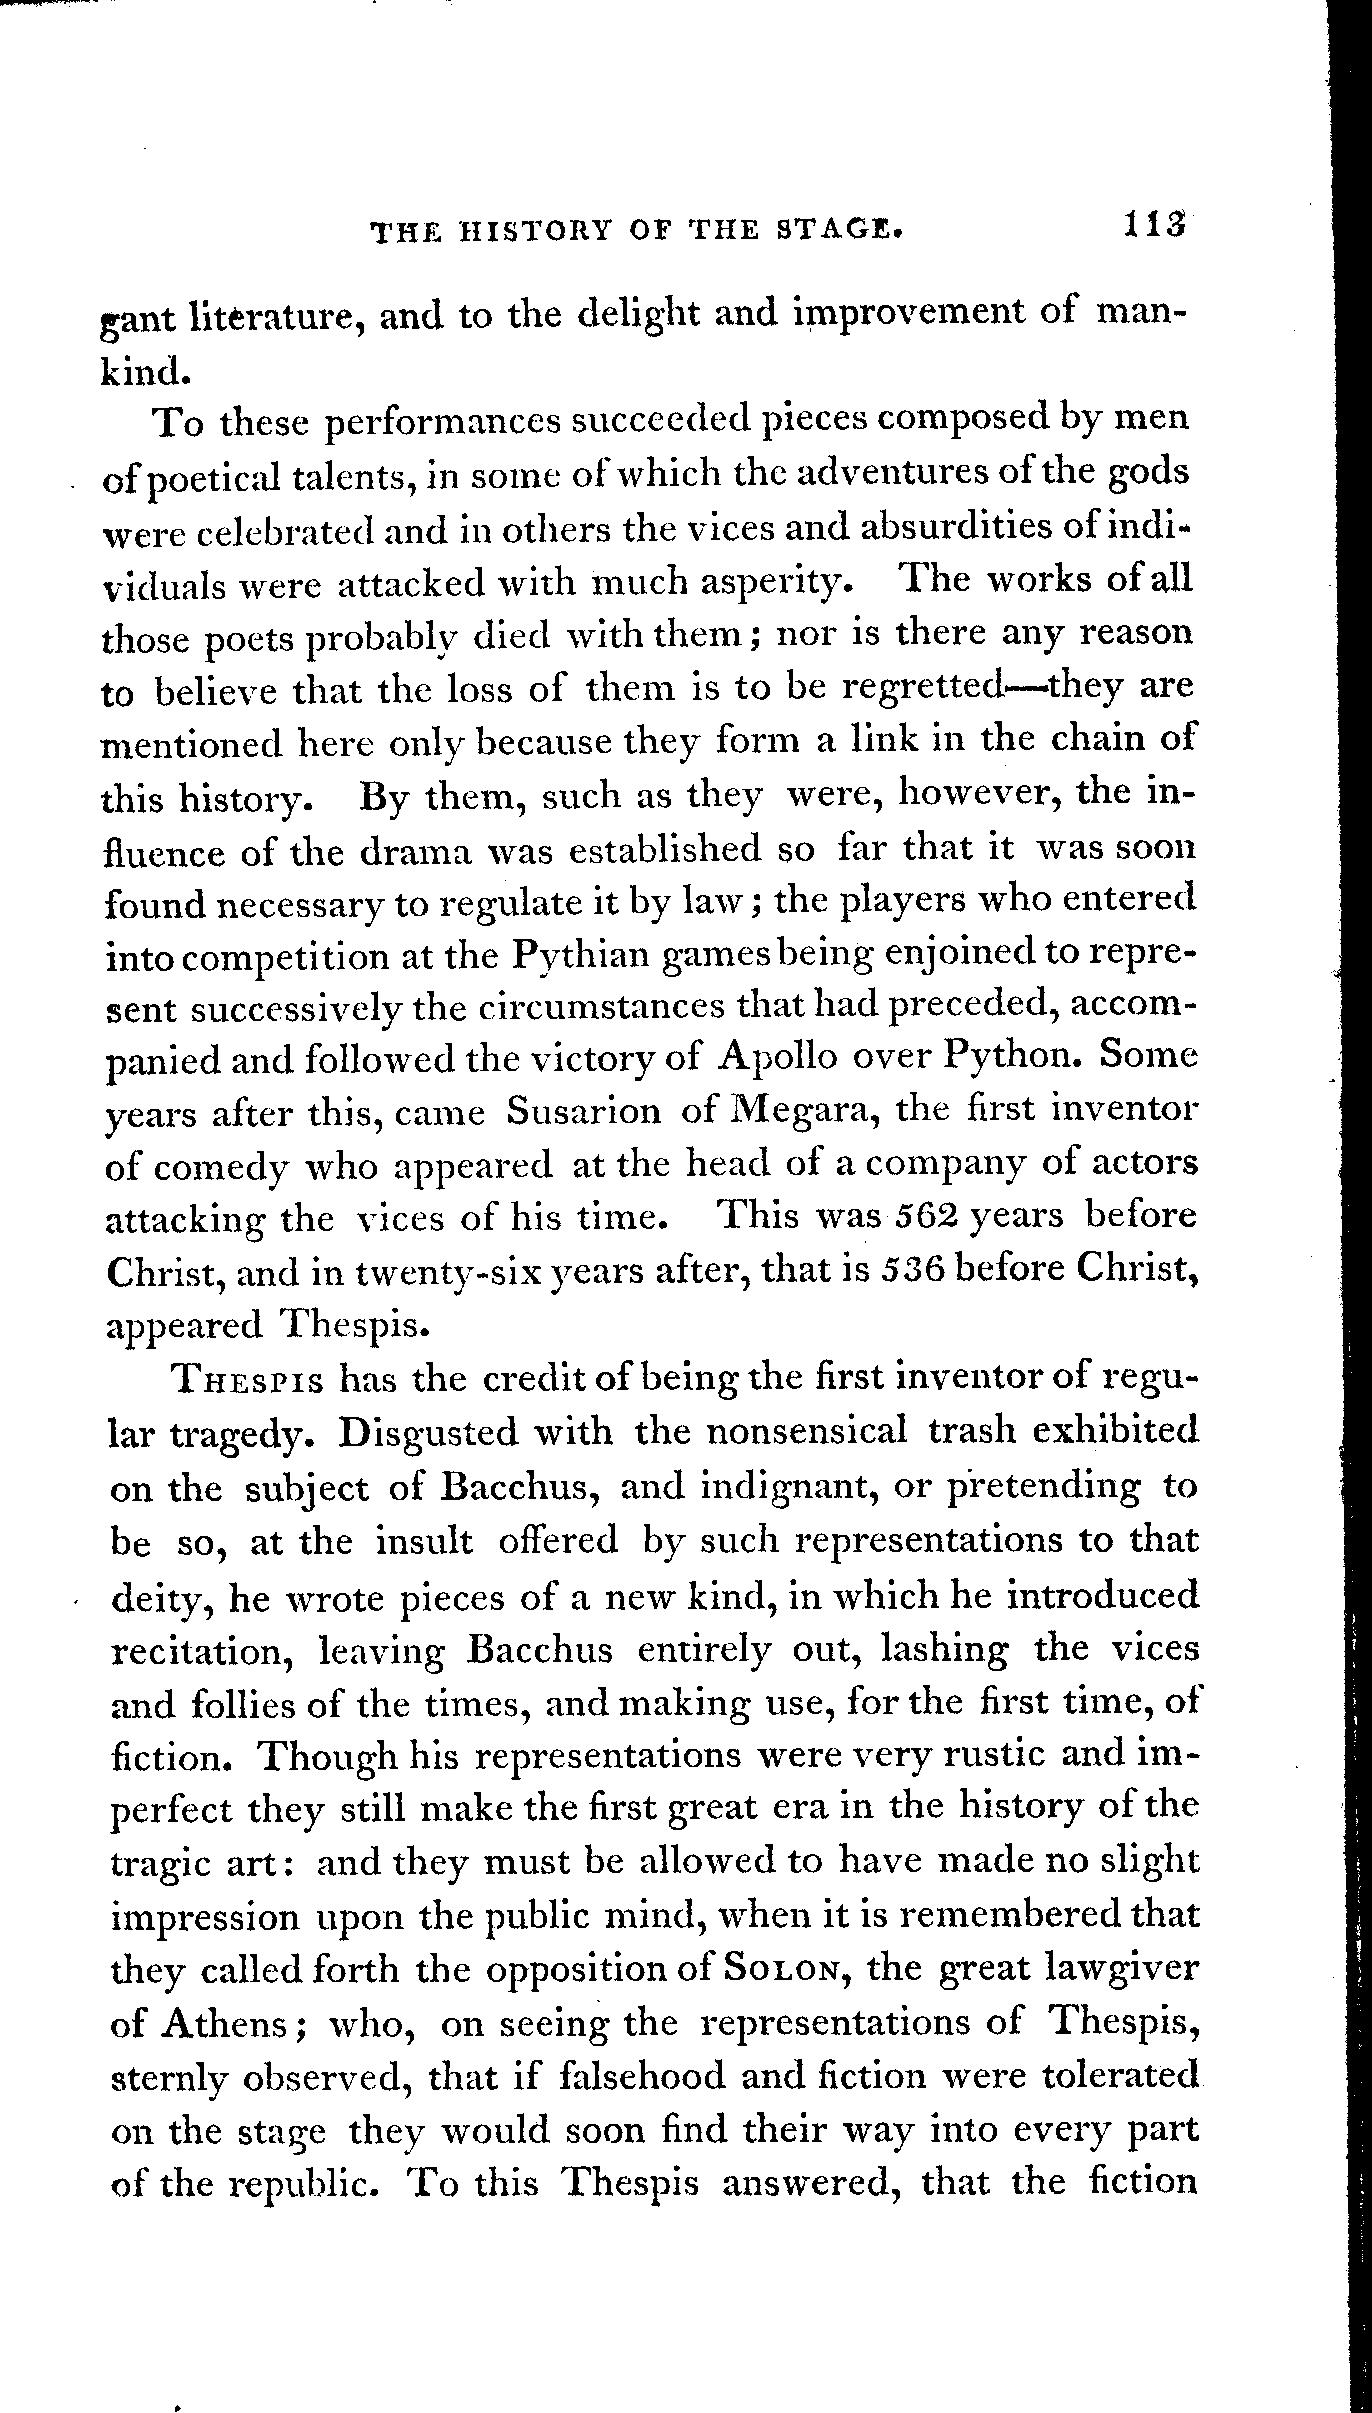 THE HISTORY OF THE STAGE. 113
gant literature, and to the delight and improvement of man-
kind.
To these performances succeeded pieces composed by men
of poetical talents, in some of which the adventures of the gods
were celebrated and in others the vices and absurdities of indi-
viduals were attacked with much asperity. The works of all
those poets probably died with them; nor is there any reason
to believe that the loss of them is to be regretted—they are
mentioned here only because they form a link in the chain of
this history. By them, such as they were, however, the in-
fluence of the drama was established so far that it was soon
found necessary to regulate it by law; the players who entered
into competition at the Pythian games being enjoined to repre-
sent successively the circumstances that had preceded, accom-
panied and followed the victory of Apollo over Python. Some
years after this, came Susarion of Megara, the first inventor
of comedy who appeared at the head of a company of actors
attacking the vices of his time. This was 562 years before
Christ, and in twenty-six years after, that is 536 before Christ,
appeared Thespis.
THESPIS has the credit of being the first inventor of regu-
lar tragedy. Disgusted with the nonsensical trash exhibited
on the subject of Bacchus, and indignant, or pretending to
be so, at the insult offered by such representations to that
deity, he wrote pieces of a new kind, in which he introduced
recitation, leaving Bacchus entirely out, lashing the vices
and follies of the times, and making use, for the first time, of
fiction. Though his representations were very rustic and im-
perfect they still make the first great era in the history of the
tragic art: and they must be allowed to have made no slight
impression upon the public mind, when it is remembered that
they called forth the opposition of SOLON, the great lawgiver
of Athens; who, on seeing the representations of Thespis,
sternly observed, that if falsehood and fiction were tolerated
on the stage they would soon find their way into every part
of the republic. To this Thespis answered, that the fiction